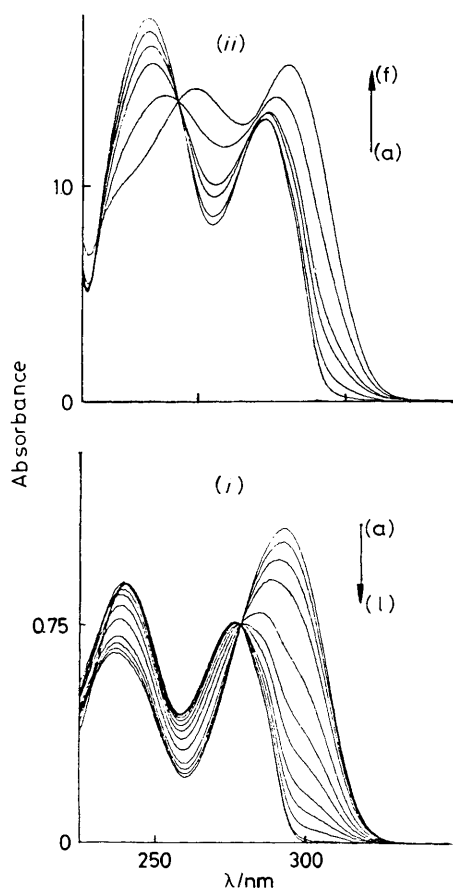 (ii)
(f)
(a)
10
0
Absorbance
(i)
(a)
(l)
0.75
0
250
300
λ/nm